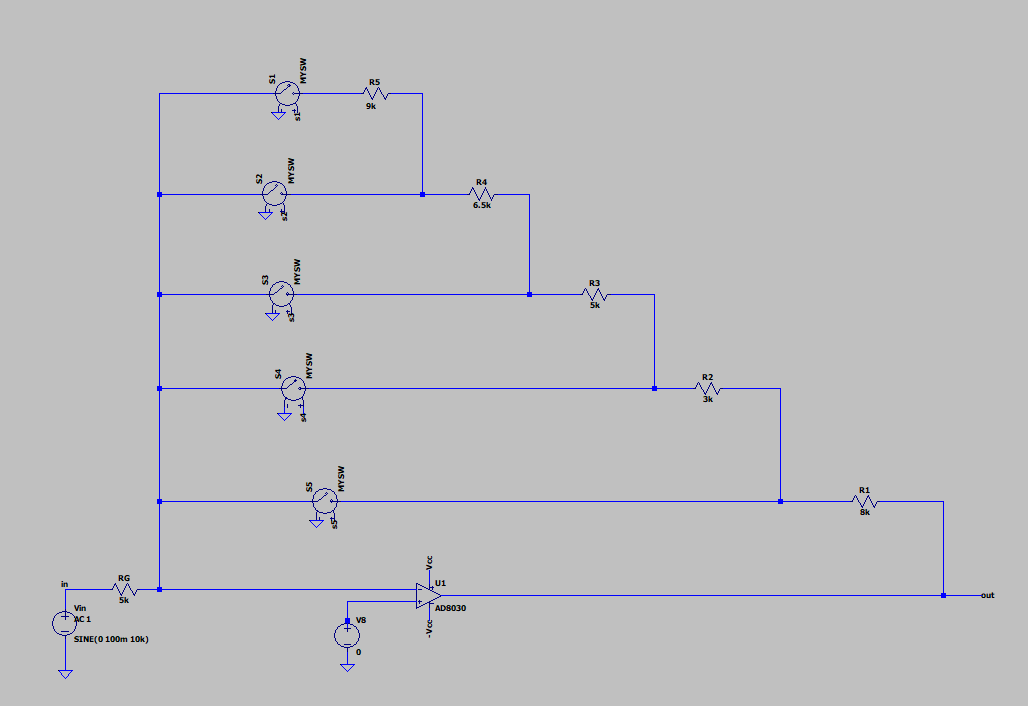 S1
MYSW
s1
R5
9k
S2
MYSW
s2
R4
6.5k
S3
MYSW
s3
R3
5k
S4
MYSW
s4
R2
3k
S5
MYSW
s5
R1
8k
in
RG
5k
Vin
AC 1
SINE(0 100m 10k)
V8
0
Vcc
U1
AD8030
-Vcc
out